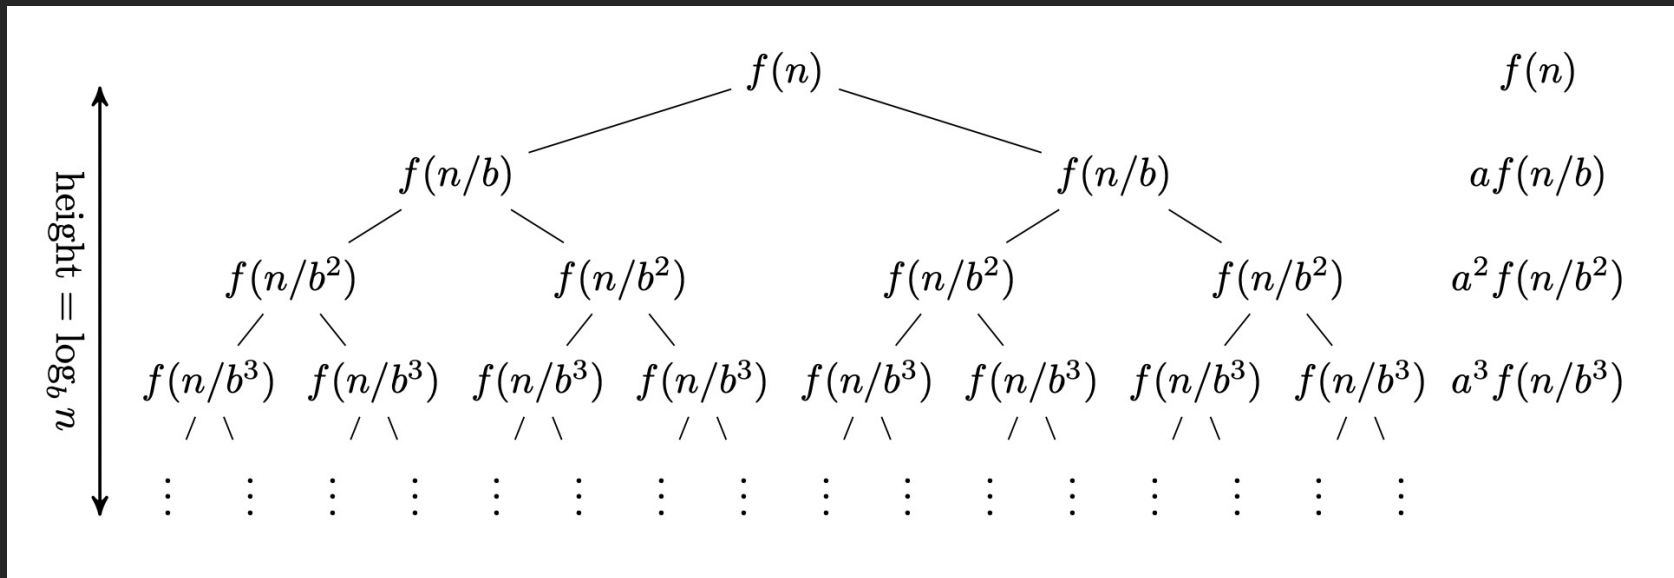 f(n) f(n)
f(n/b) f(n/b) af(n/b)
f(n/b²) f(n/b²) f(n/b²) f(n/b²) a²f(n/b²)
f(n/b³) f(n/b³) f(n/b³) f(n/b³) f(n/b³) f(n/b³) f(n/b³) f(n/b³) a³f(n/b³)
⋮ ⋮ ⋮ ⋮ ⋮ ⋮ ⋮ ⋮ ⋮ ⋮ ⋮ ⋮ ⋮ ⋮ ⋮ ⋮
height = log_b n